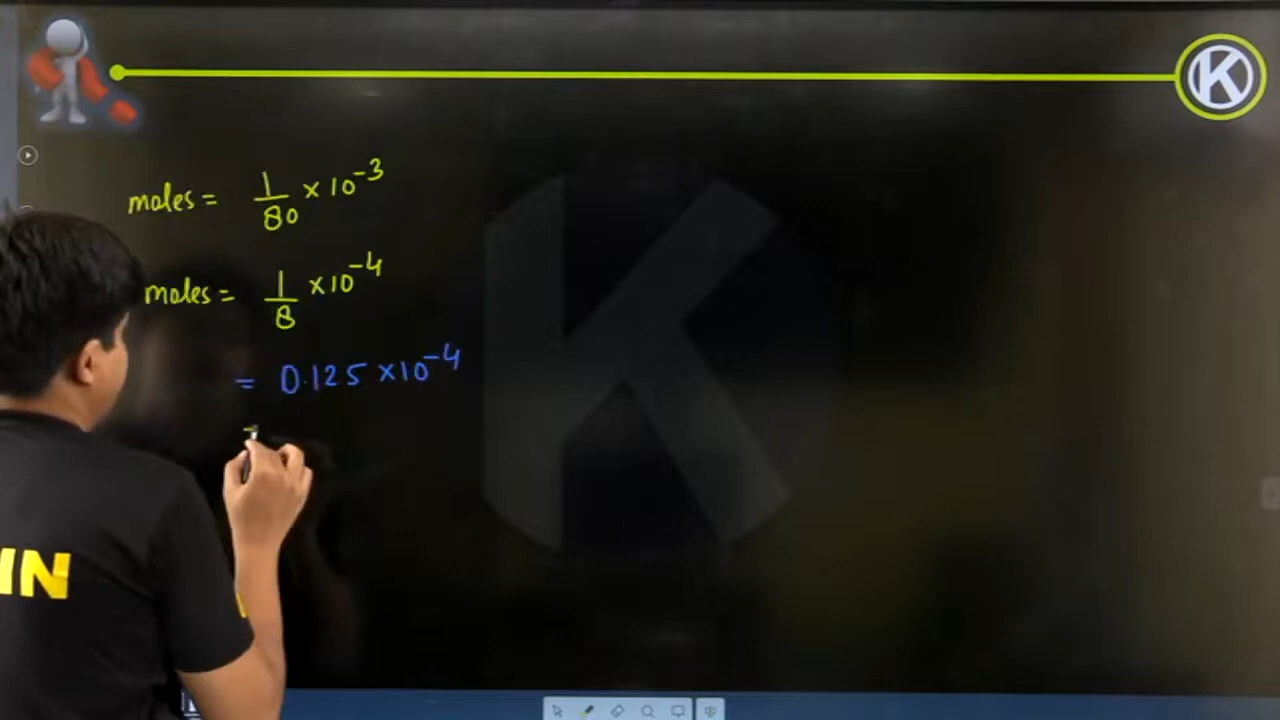 K
moles = 1/80 × 10⁻³
moles = 1/8 × 10⁻⁴
= 0.125 × 10⁻⁴
=
IN